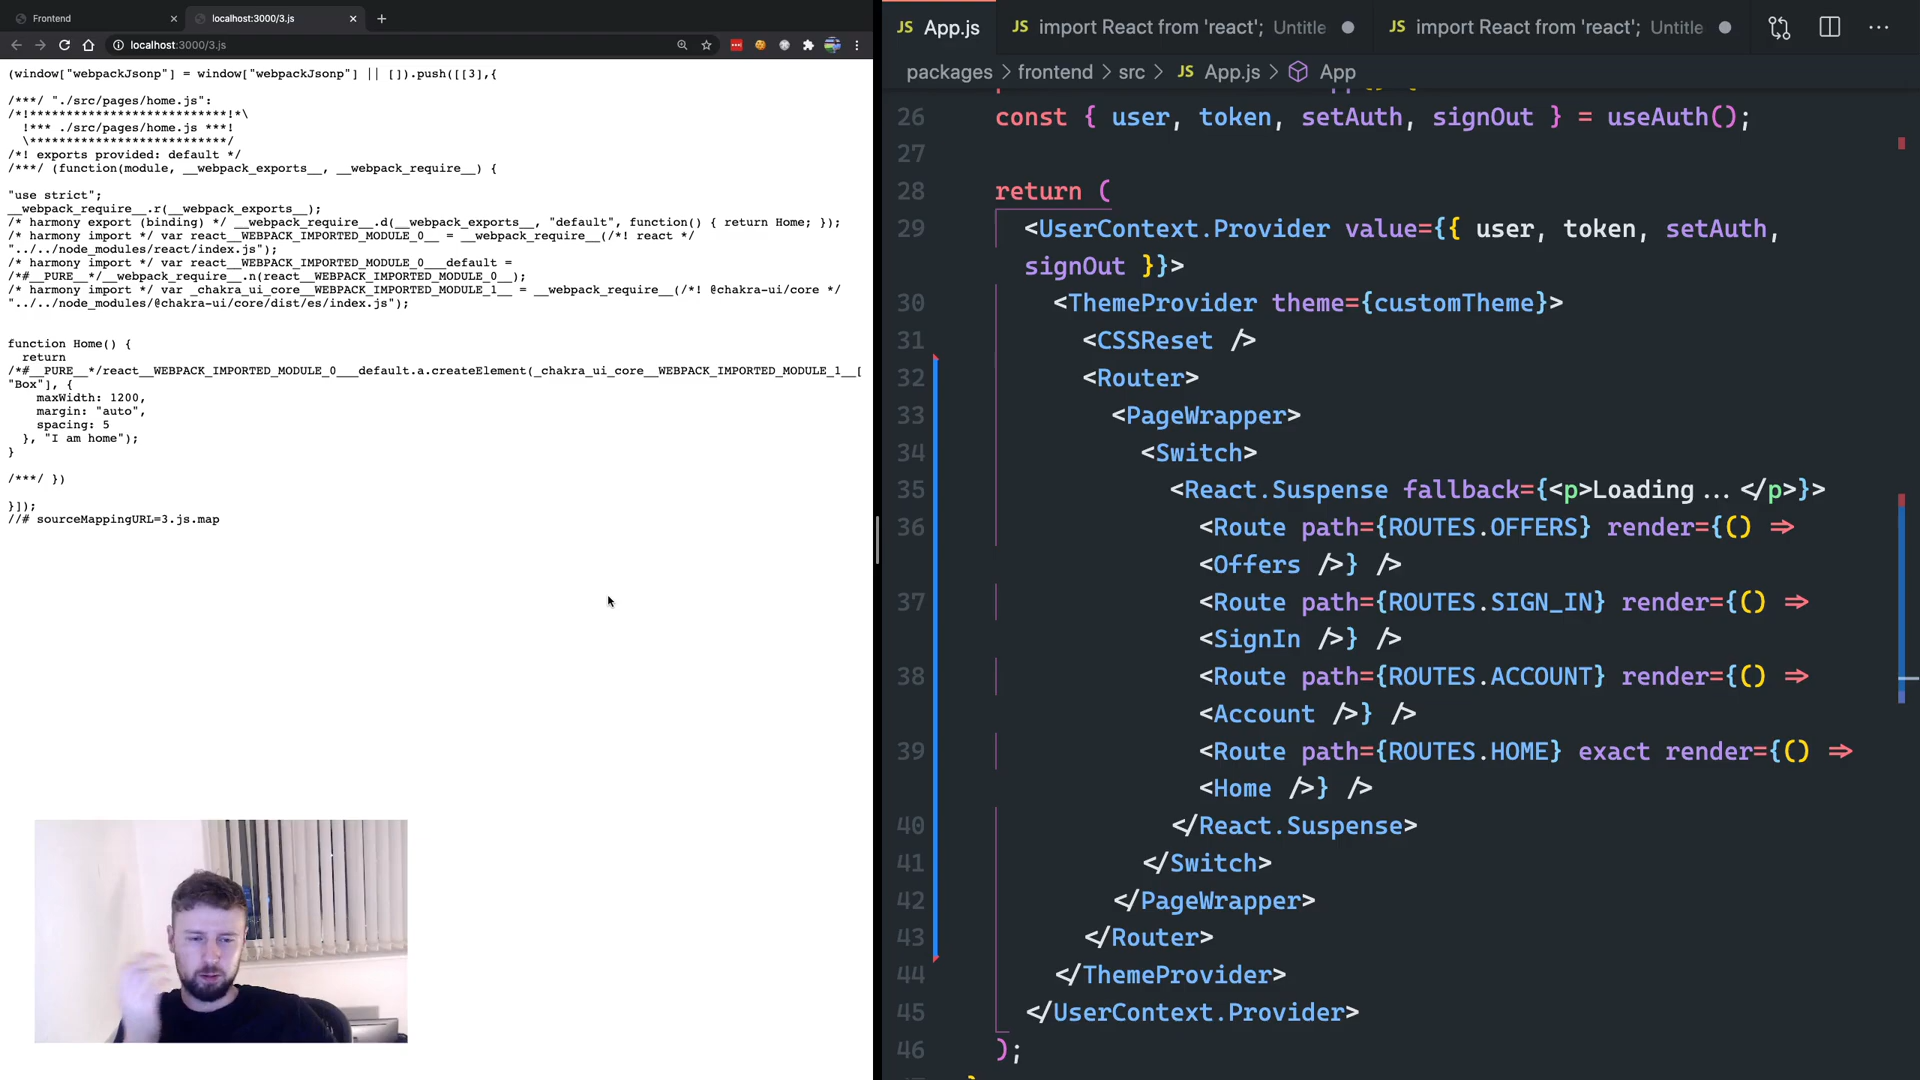 Frontend
localhost:3000/3.js
localhost:3000/3.js
(window["webpackJsonp"] = window["webpackJsonp"] || []).push([[3],{
/***/ "./src/pages/home.js":
/*!***************************!*\
  !*** ./src/pages/home.js ***!
  \***************************/
/*! exports provided: default */
/***/ (function(module, __webpack_exports__, __webpack_require__) {
"use strict";
__webpack_require__.r(__webpack_exports__);
/* harmony export (binding) */ __webpack_require__.d(__webpack_exports__, "default", function() { return Home; });
/* harmony import */ var react__WEBPACK_IMPORTED_MODULE_0__ = __webpack_require__(/*! react */
"../../node_modules/react/index.js");
/* harmony import */ var react__WEBPACK_IMPORTED_MODULE_0___default =
/*#__PURE__*/__webpack_require__.n(react__WEBPACK_IMPORTED_MODULE_0__);
/* harmony import */ var _chakra_ui_core__WEBPACK_IMPORTED_MODULE_1__ = __webpack_require__(/*! @chakra-ui/core */
"../../node_modules/@chakra-ui/core/dist/es/index.js");
function Home() {
  return
/*#__PURE__*/react__WEBPACK_IMPORTED_MODULE_0___default.a.createElement(_chakra_ui_core__WEBPACK_IMPORTED_MODULE_1__[
"Box"], {
    maxWidth: 1200,
    margin: "auto",
    spacing: 5
  }, "I am home");
}
/***/ })
}]);
//# sourceMappingURL=3.js.map
JS App.js
JS import React from 'react'; Untitle
JS import React from 'react'; Untitle
packages > frontend > src > JS App.js > App
26 const { user, token, setAuth, signOut } = useAuth();
27
28 return (
29 <UserContext.Provider value={{ user, token, setAuth,
signOut }}>
30 <ThemeProvider theme={customTheme}>
31 <CSSReset />
32 <Router>
33 <PageWrapper>
34 <Switch>
35 <React.Suspense fallback={<p>Loading...</p>}>
36 <Route path={ROUTES.OFFERS} render={() =>
<Offers />} />
37 <Route path={ROUTES.SIGN_IN} render={() =>
<SignIn />} />
38 <Route path={ROUTES.ACCOUNT} render={() =>
<Account />} />
39 <Route path={ROUTES.HOME} exact render={() =>
<Home />} />
40 </React.Suspense>
41 </Switch>
42 </PageWrapper>
43 </Router>
44 </ThemeProvider>
45 </UserContext.Provider>
46 );